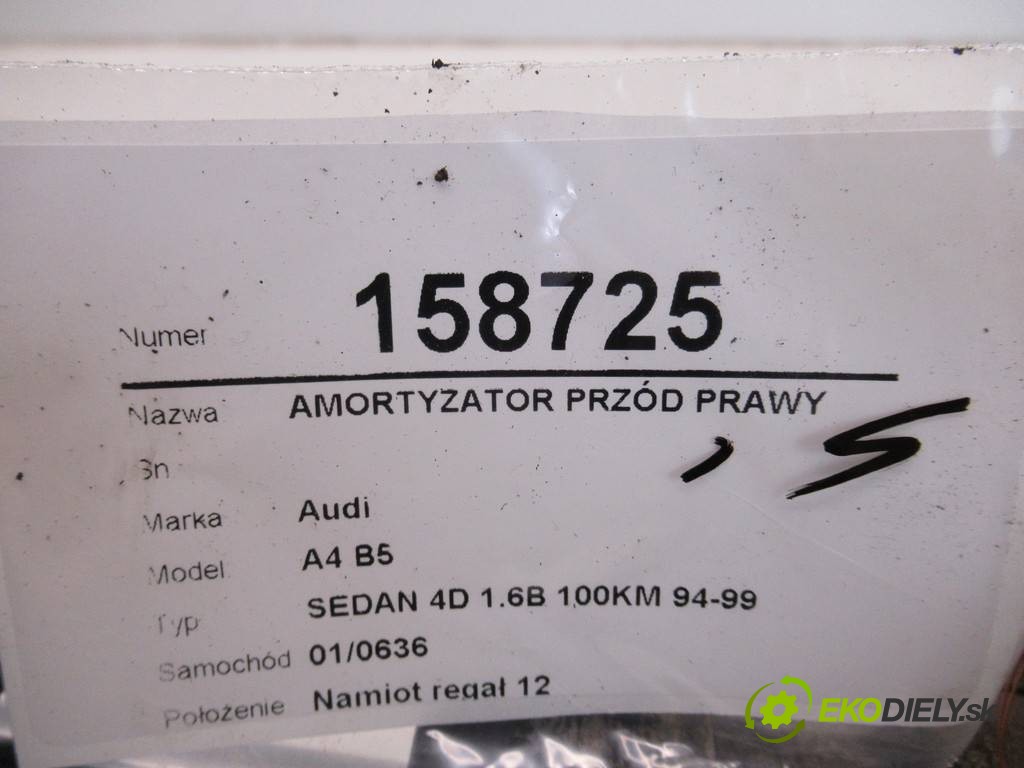 Numer 158725
Nazwa AMORTYZATOR PRZÓD PRAWY
, 5
Sn
Marka Audi
Model A4 B5
Typ SEDAN 4D 1.6B 100KM 94-99
Samochód 01/0636
Położenie Namiot regał 12
EKODIELY.sk